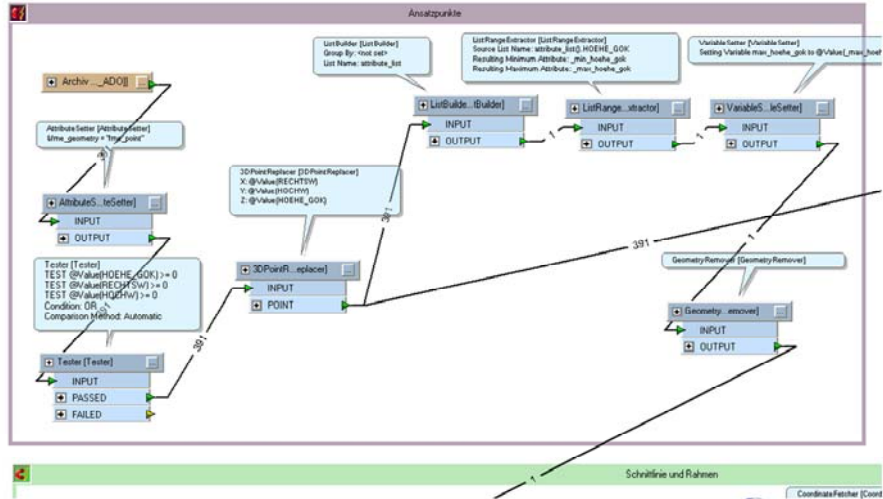 Ansatzpunkte
ListBuilder [ListBuilder]
Group By: <not set>
List Name: attribute_list
ListRangeExtractor [ListRangeExtractor]
Source List Name: attribute_list{}.HOEHE_GOK
Resulting Minimum Attribute: _min_hoehe_gok
Resulting Maximum Attribute: _max_hoehe_gok
VariableSetter [VariableSetter]
Setting Variable max_hoehe_gok to @Value(_max_hoeh
Archiv ..._ADO]]
ListBuilde...tBuilder]
INPUT
OUTPUT
1
ListRange...xtractor]
INPUT
OUTPUT
1
VariableS...leSetter]
INPUT
OUTPUT
AttributeSetter [AttributeSetter]
&fme_geometry = "fme_point"
3DPointReplacer [3DPointReplacer]
X: @Value(RECHTSW)
Y: @Value(HOCHW)
Z: @Value(HOEHE_GOK)
AttributeS...teSetter]
INPUT
OUTPUT
391
391
1
Tester [Tester]
TEST @Value(HOEHE_GOK) >= 0
TEST @Value(RECHTSW) >= 0
TEST @Value(HOCHW) >= 0
Condition: OR
Comparison Method: Automatic
391
3DPointR...eplacer]
INPUT
POINT
GeometryRemover [GeometryRemover]
Geometry...emover]
INPUT
OUTPUT
391
Tester [Tester]
INPUT
PASSED
FAILED
1
Schnittlinie und Rahmen
CoordinateFetcher [Coord